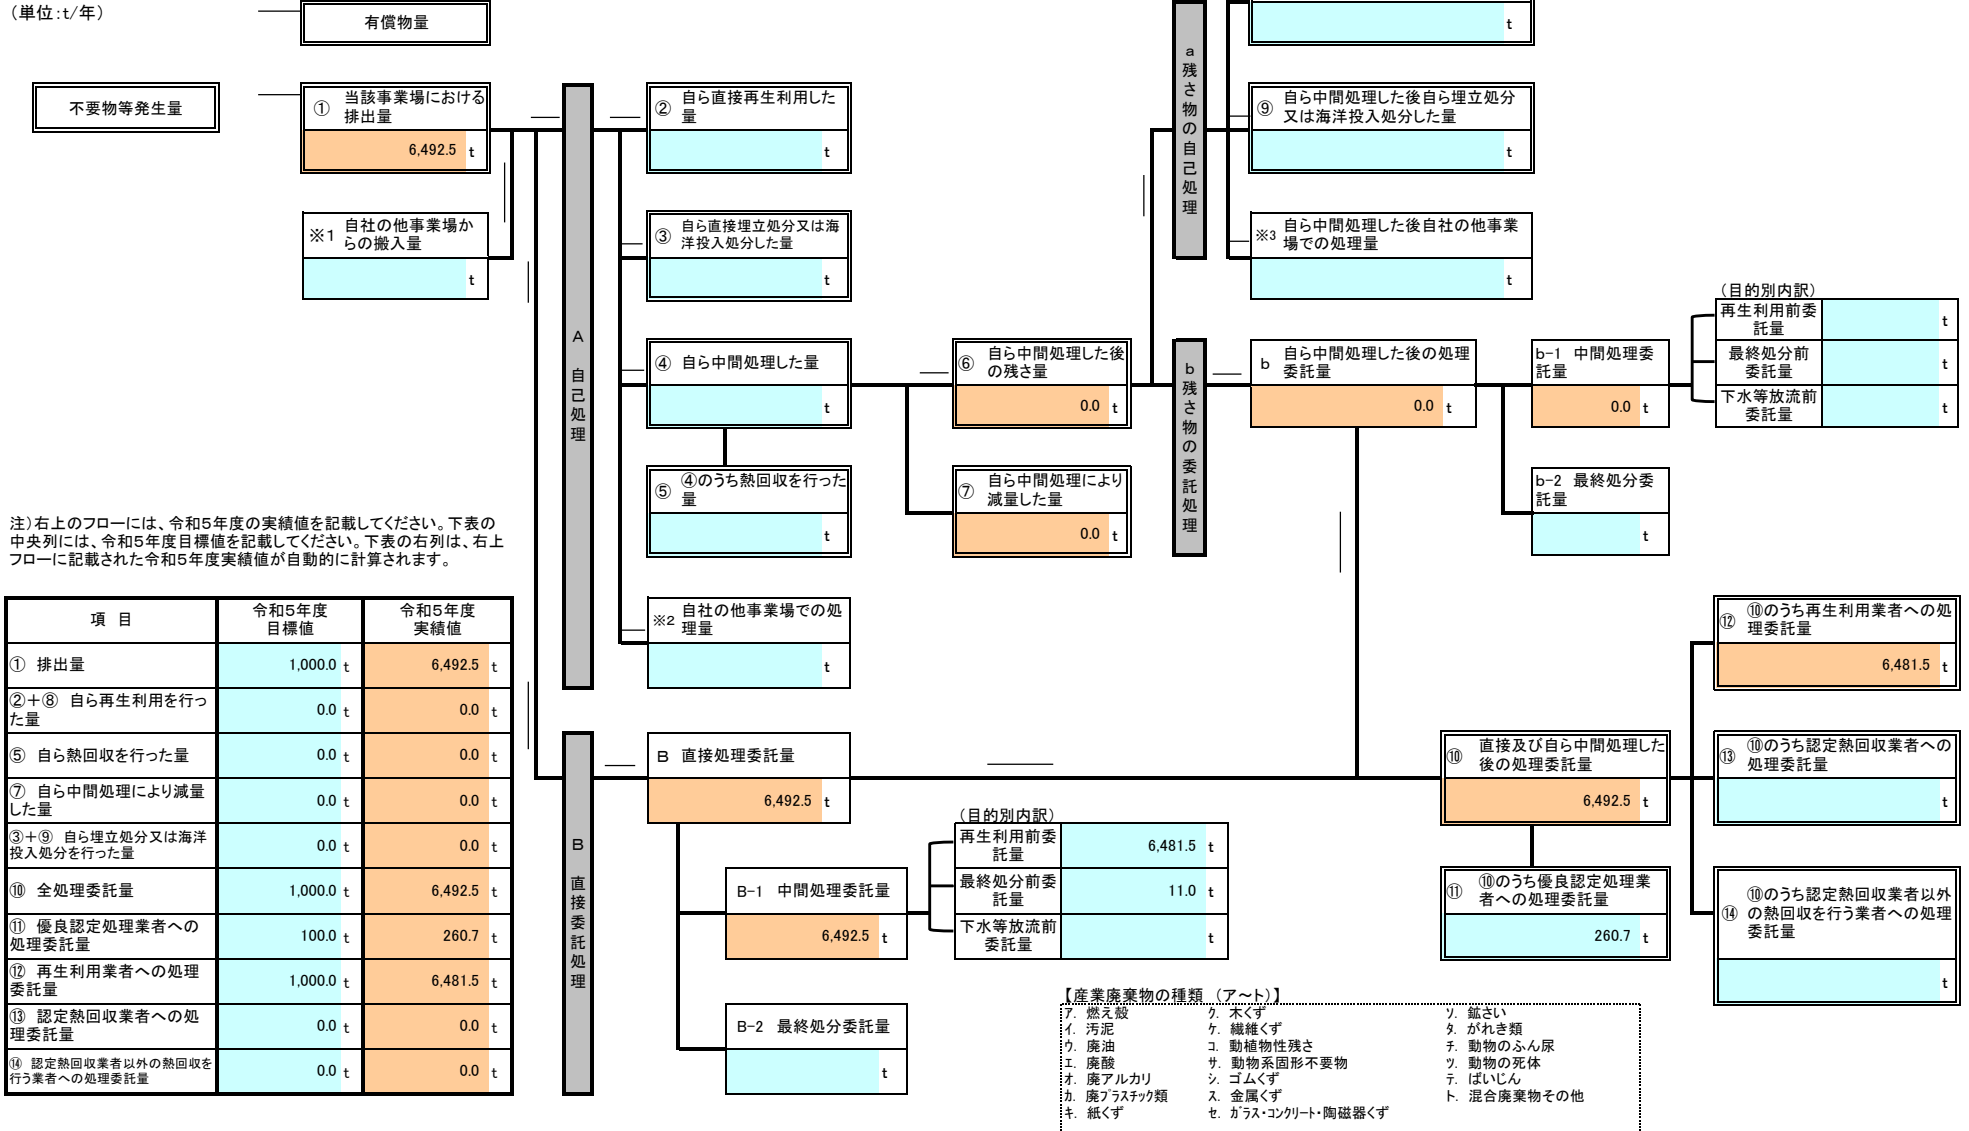 （単位：t/年）
有償物量
t
不要物等発生量
① 当該事業場における
排出量
6,492.5 t
※1 自社の他事業場か
らの搬入量
t
A 自己処理
② 自ら直接再生利用した
量
t
③ 自ら直接埋立処分又は海
洋投入処分した量
t
④ 自ら中間処理した量
t
⑤ ④のうち熱回収を行った
量
t
※2 自社の他事業場での処
理量
t
⑥ 自ら中間処理した後
の残さ量
0.0 t
⑦ 自ら中間処理により
減量した量
0.0 t
a 残さ物の自己処理
⑨ 自ら中間処理した後自ら埋立処分
又は海洋投入処分した量
t
※3 自ら中間処理した後自社の他事業
場での処理量
t
b 残さ物の委託処理
b 自ら中間処理した後の処理
委託量
0.0 t
b-1 中間処理委
託量
0.0 t
（目的別内訳）
再生利用前委
託量
t
最終処分前
委託量
t
下水等放流前
委託量
t
b-2 最終処分委
託量
t
注）右上のフローには、令和5年度の実績値を記載してください。下表の
中央列には、令和5年度目標値を記載してください。下表の右列は、右上
フローに記載された令和5年度実績値が自動的に計算されます。
項 目 令和5年度 令和5年度
目標値 実績値
① 排出量 1,000.0 t 6,492.5 t
②＋⑧ 自ら再生利用を行っ
た量 0.0 t 0.0 t
⑤ 自ら熱回収を行った量 0.0 t 0.0 t
⑦ 自ら中間処理により減量
した量 0.0 t 0.0 t
③＋⑨ 自ら埋立処分又は海洋
投入処分を行った量 0.0 t 0.0 t
⑩ 全処理委託量 1,000.0 t 6,492.5 t
⑪ 優良認定処理業者への
処理委託量 100.0 t 260.7 t
⑫ 再生利用業者への処理
委託量 1,000.0 t 6,481.5 t
⑬ 認定熱回収業者への処
理委託量 0.0 t 0.0 t
⑭ 認定熱回収業者以外の熱回収を
行う業者への処理委託量 0.0 t 0.0 t
B 直接委託処理
B 直接処理委託量
6,492.5 t
B-1 中間処理委託量
6,492.5 t
（目的別内訳）
再生利用前委
託量
6,481.5 t
最終処分前委
託量
11.0 t
下水等放流前
委託量
t
B-2 最終処分委託量
t
⑩ 直接及び自ら中間処理した
後の処理委託量
6,492.5 t
⑪ ⑩のうち優良認定処理業
者への処理委託量
260.7 t
⑫ ⑩のうち再生利用業者への処
理委託量
6,481.5 t
⑬ ⑩のうち認定熱回収業者への
処理委託量
t
⑭ ⑩のうち認定熱回収業者以外
の熱回収を行う業者への処理
委託量
t
【産業廃棄物の種類 （ア～ト）】
ア. 燃え殻 ク. 木くず ソ. 鉱さい
イ. 汚泥 ケ. 繊維くず タ. がれき類
ウ. 廃油 コ. 動植物性残さ チ. 動物のふん尿
エ. 廃酸 サ. 動物系固形不要物 ツ. 動物の死体
オ. 廃アルカリ シ. ゴムくず テ. ばいじん
カ. 廃プラスチック類 ス. 金属くず ト. 混合廃棄物その他
キ. 紙くず セ. ガラス・コンクリート・陶磁器くず